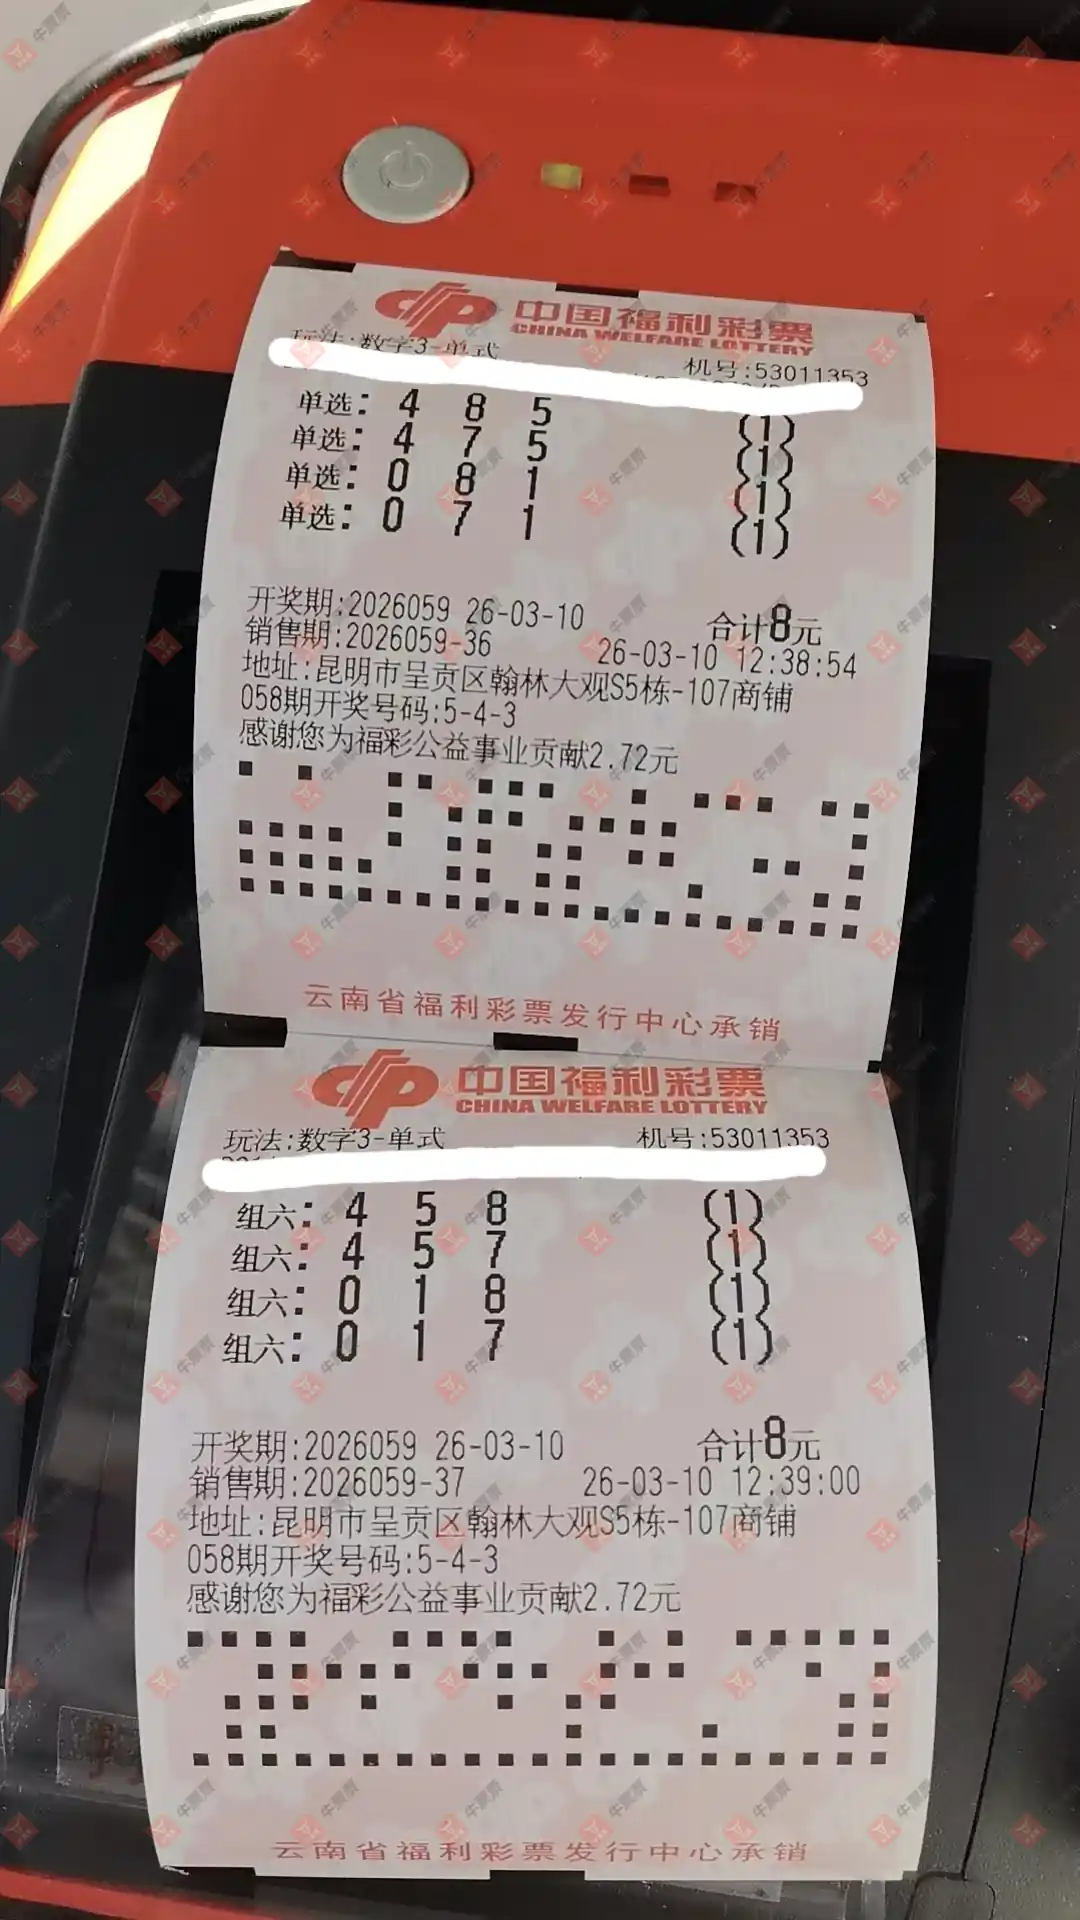 中国福利彩票
CHINA WELFARE LOTTERY
玩法:数字3-单式 机号:53011353
单选: 4 8 5 (1)
单选: 4 7 5 (1)
单选: 0 8 1 (1)
单选: 0 7 1 (1)
开奖期:2026059 26-03-10 合计8元
销售期:2026059-36 26-03-10 12:38:54
地址:昆明市呈贡区翰林大观S5栋-107商铺
058期开奖号码:5-4-3
感谢您为福彩公益事业贡献2.72元
云南省福利彩票发行中心承销
中国福利彩票
CHINA WELFARE LOTTERY
玩法:数字3-单式 机号:53011353
组六: 4 5 8 (1)
组六: 4 5 7 (1)
组六: 0 1 8 (1)
组六: 0 1 7 (1)
开奖期:2026059 26-03-10 合计8元
销售期:2026059-37 26-03-10 12:39:00
地址:昆明市呈贡区翰林大观S5栋-107商铺
058期开奖号码:5-4-3
感谢您为福彩公益事业贡献2.72元
云南省福利彩票发行中心承销